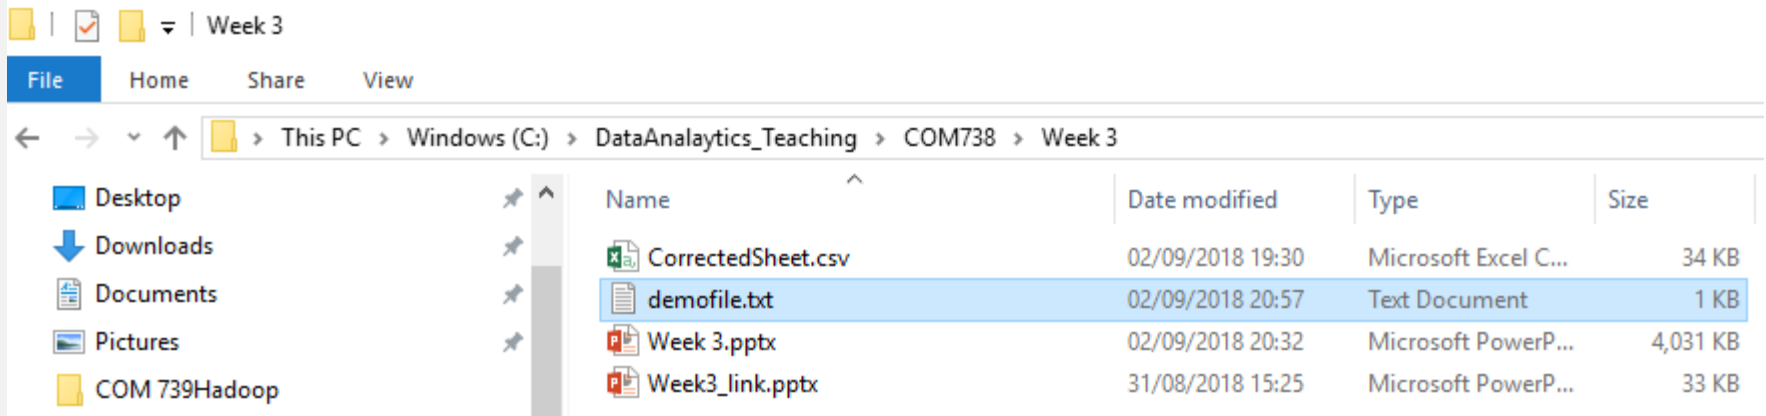 Week 3
File Home Share View
This PC > Windows (C:) > DataAnalaytics_Teaching > COM738 > Week 3
Desktop
Downloads
Documents
Pictures
COM 739Hadoop
Name Date modified Type Size
CorrectedSheet.csv 02/09/2018 19:30 Microsoft Excel C... 34 KB
demofile.txt 02/09/2018 20:57 Text Document 1 KB
Week 3.pptx 02/09/2018 20:32 Microsoft PowerP... 4,031 KB
Week3_link.pptx 31/08/2018 15:25 Microsoft PowerP... 33 KB